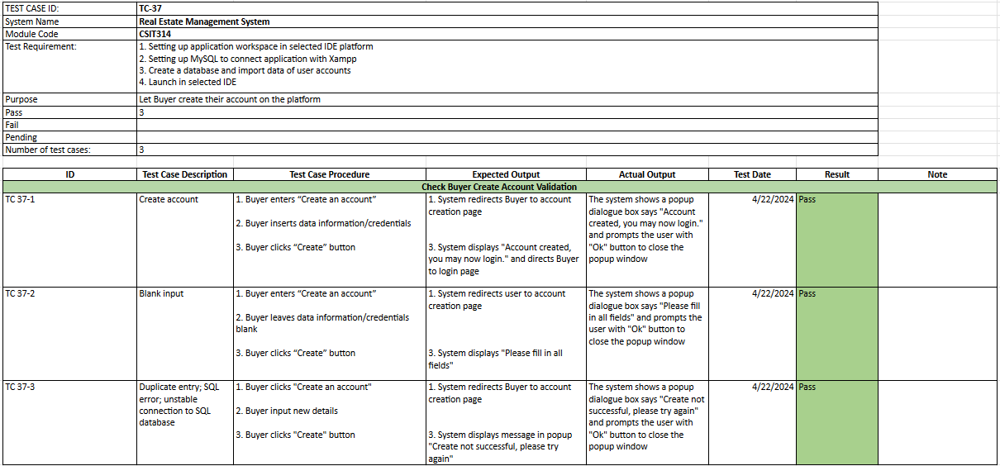 TEST CASE ID: TC-37
System Name Real Estate Management System
Module Code CSIT314
Test Requirement: 1. Setting up application workspace in selected IDE platform
2. Setting up MySQL to connect application with Xampp
3. Create a database and import data of user accounts
4. Launch in selected IDE
Purpose Let Buyer create their account on the platform
Pass 3
Fail
Pending
Number of test cases: 3
ID Test Case Description Test Case Procedure Expected Output Actual Output Test Date Result Note
Check Buyer Create Account Validation
TC 37-1
Create account
1. Buyer enters “Create an account”
2. Buyer inserts data information/credentials
3. Buyer clicks “Create” button
1. System redirects Buyer to account
creation page
3. System displays "Account created,
you may now login." and directs Buyer
to login page
The system shows a popup
dialogue box says "Account
created, you may now login."
and prompts the user with
"Ok" button to close the
popup window
4/22/2024
Pass
TC 37-2
Blank input
1. Buyer enters “Create an account”
2. Buyer leaves data information/credentials
blank
3. Buyer clicks “Create” button
1. System redirects user to account
creation page
3. System displays "Please fill in all
fields"
The system shows a popup
dialogue box says "Please fill
in all fields" and prompts the
user with "Ok" button to
close the popup window
4/22/2024
Pass
TC 37-3
Duplicate entry; SQL
error; unstable
connection to SQL
database
1. Buyer clicks "Create an account"
2. Buyer input new details
3. Buyer clicks "Create" button
1. System redirects Buyer to account
creation page
3. System displays message in popup
"Create not successful, please try
again"
The system shows a popup
dialogue box says "Create not
successful, please try again"
and prompts the user with
"Ok" button to close the
popup window
4/22/2024
Pass